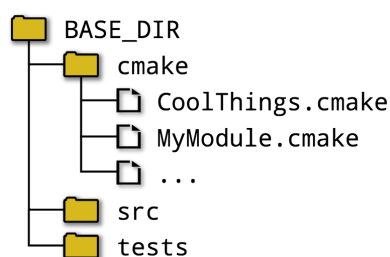 BASE_DIR
cmake
CoolThings.cmake
MyModule.cmake
...
src
tests